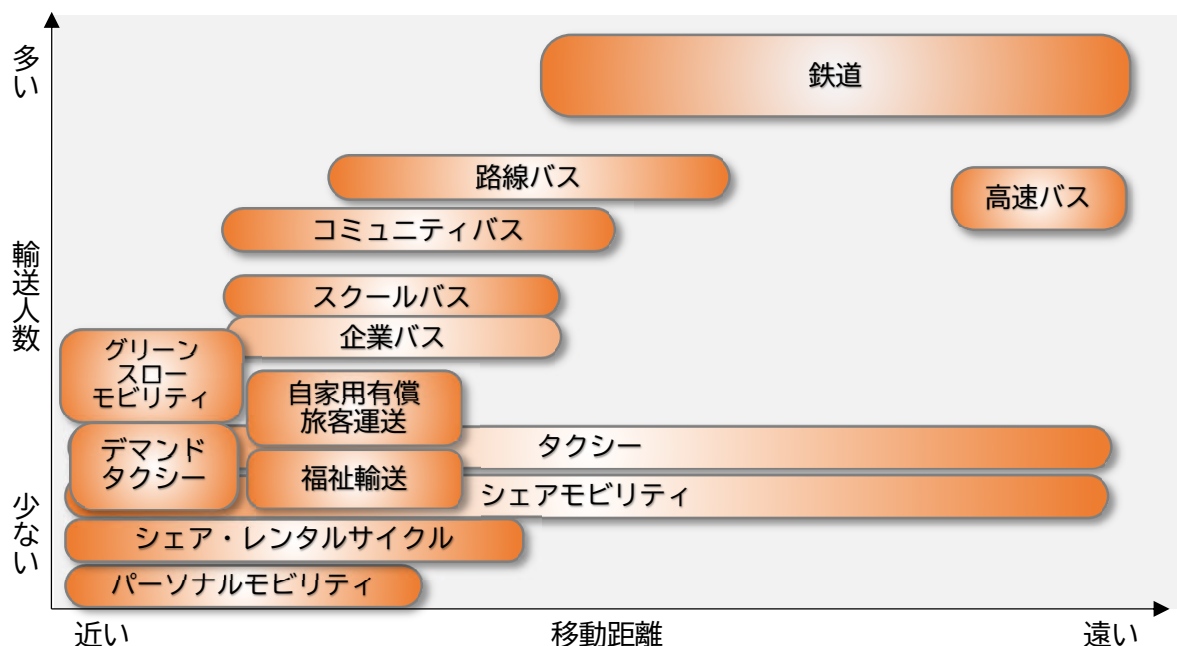 多い
鉄道
路線バス
高速バス
コミュニティバス
輸送人数
スクールバス
企業バス
グリーン
スロー
モビリティ
自家用有償
旅客運送
タクシー
デマンド
タクシー
福祉輸送
シェアモビリティ
少ない
シェア・レンタルサイクル
パーソナルモビリティ
近い
移動距離
遠い